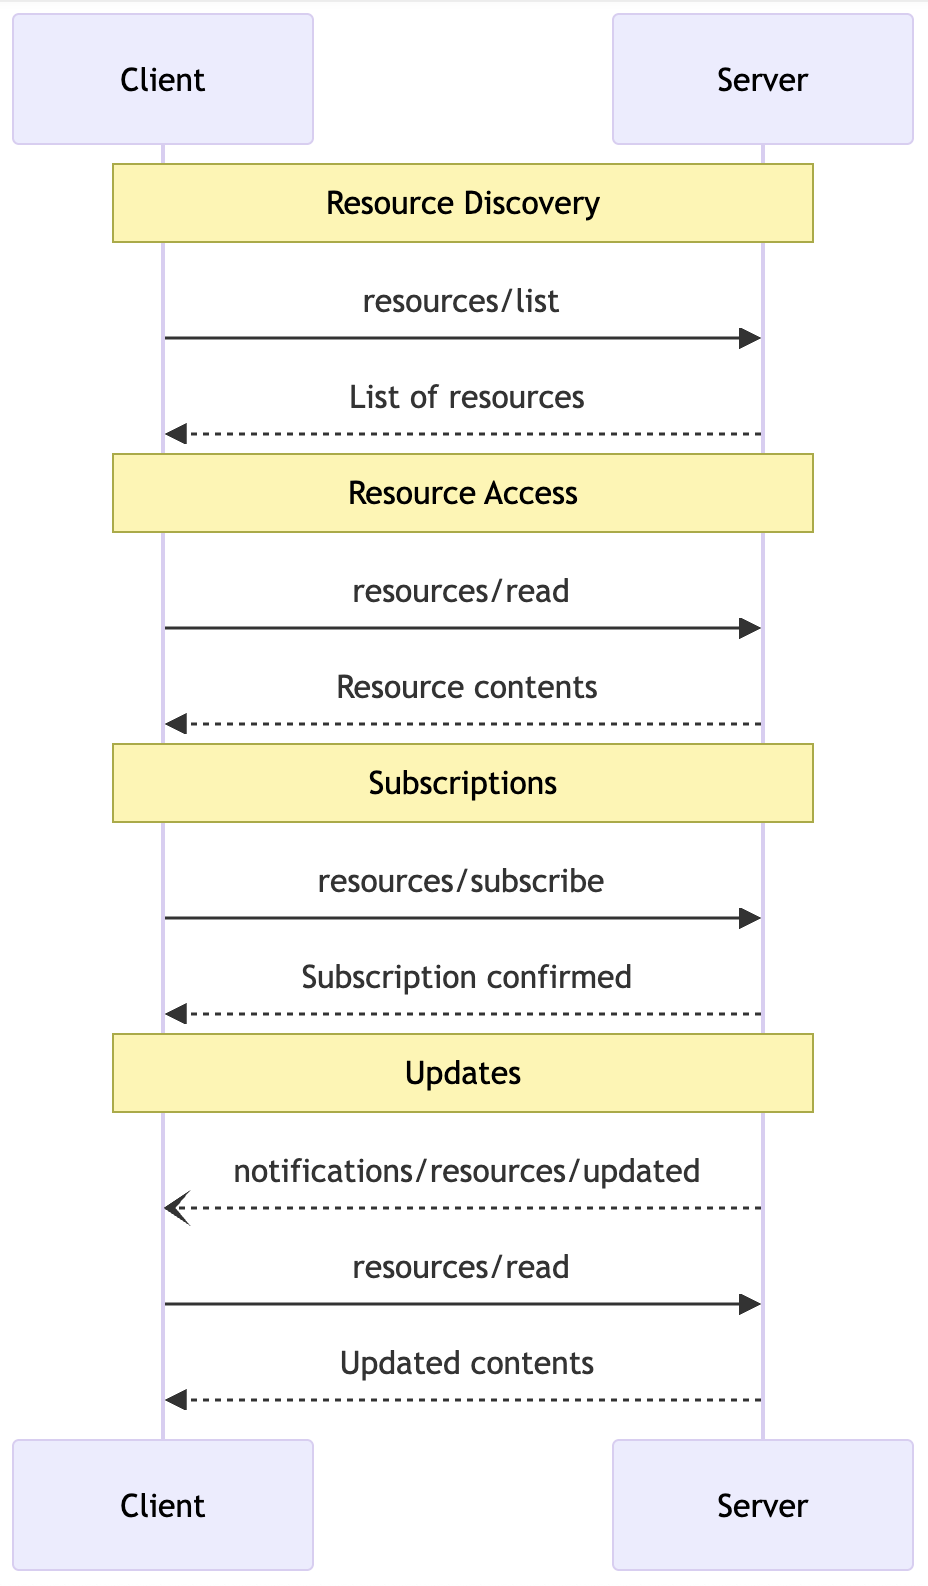 Client
Server
Resource Discovery
resources/list
List of resources
Resource Access
resources/read
Resource contents
Subscriptions
resources/subscribe
Subscription confirmed
Updates
notifications/resources/updated
resources/read
Updated contents
Client
Server